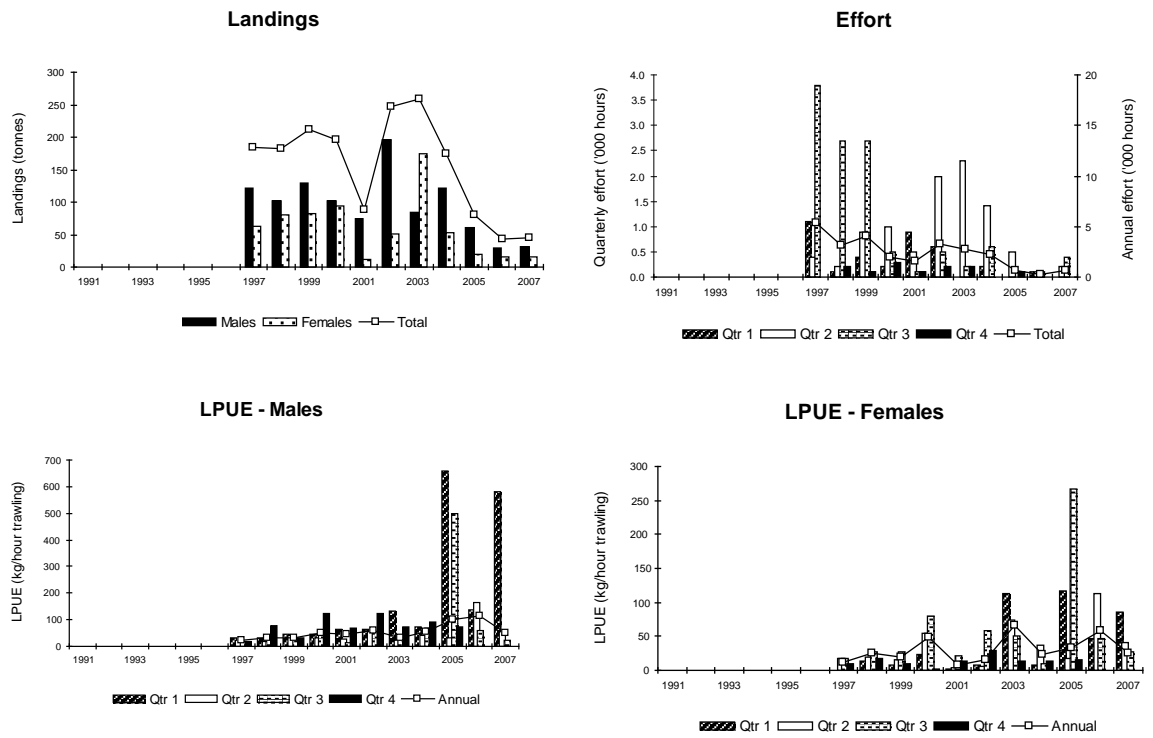 Landings
Landings (tonnes)
300
250
200
150
100
50
0
1991 1993 1995 1997 1999 2001 2003 2005 2007
Males Females Total
Effort
Quarterly effort ('000 hours)
4.0
3.5
3.0
2.5
2.0
1.5
1.0
0.5
0.0
20
15
10
5
0
Annual effort ('000 hours)
1991 1993 1995 1997 1999 2001 2003 2005 2007
Qtr 1 Qtr 2 Qtr 3 Qtr 4 Total
LPUE - Males
LPUE (kg/hour trawling)
700
600
500
400
300
200
100
0
1991 1993 1995 1997 1999 2001 2003 2005 2007
Qtr 1 Qtr 2 Qtr 3 Qtr 4 Annual
LPUE - Females
LPUE (kg/hour trawling)
300
250
200
150
100
50
0
1991 1993 1995 1997 1999 2001 2003 2005 2007
Qtr 1 Qtr 2 Qtr 3 Qtr 4 Annual